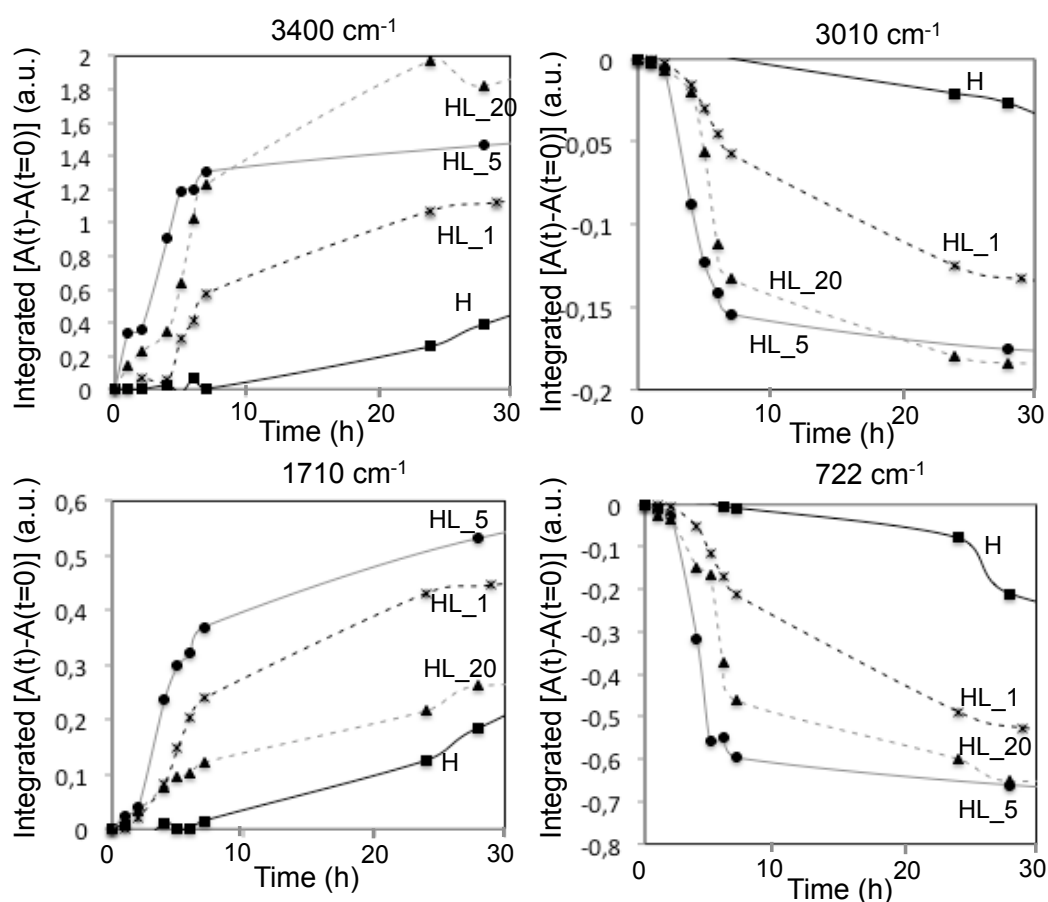 3400 cm-1
Integrated [A(t)-A(t=0)] (a.u.)
2
1,8
1,6
1,4
1,2
1
0,8
0,6
0,4
0,2
0
HL_20
HL_5
HL_1
H
0 10 20 30
Time (h)
3010 cm-1
Integrated [A(t)-A(t=0)] (a.u.)
0
-0,05
-0,1
-0,15
-0,2
H
HL_1
HL_20
HL_5
0 10 20 30
Time (h)
1710 cm-1
Integrated [A(t)-A(t=0)] (a.u.)
0,6
0,5
0,4
0,3
0,2
0,1
0
HL_5
HL_1
HL_20
H
0 10 20 30
Time (h)
722 cm-1
Integrated [A(t)-A(t=0)] (a.u.)
0
-0,1
-0,2
-0,3
-0,4
-0,5
-0,6
-0,7
-0,8
H
HL_1
HL_20
HL_5
0 10 20 30
Time (h)